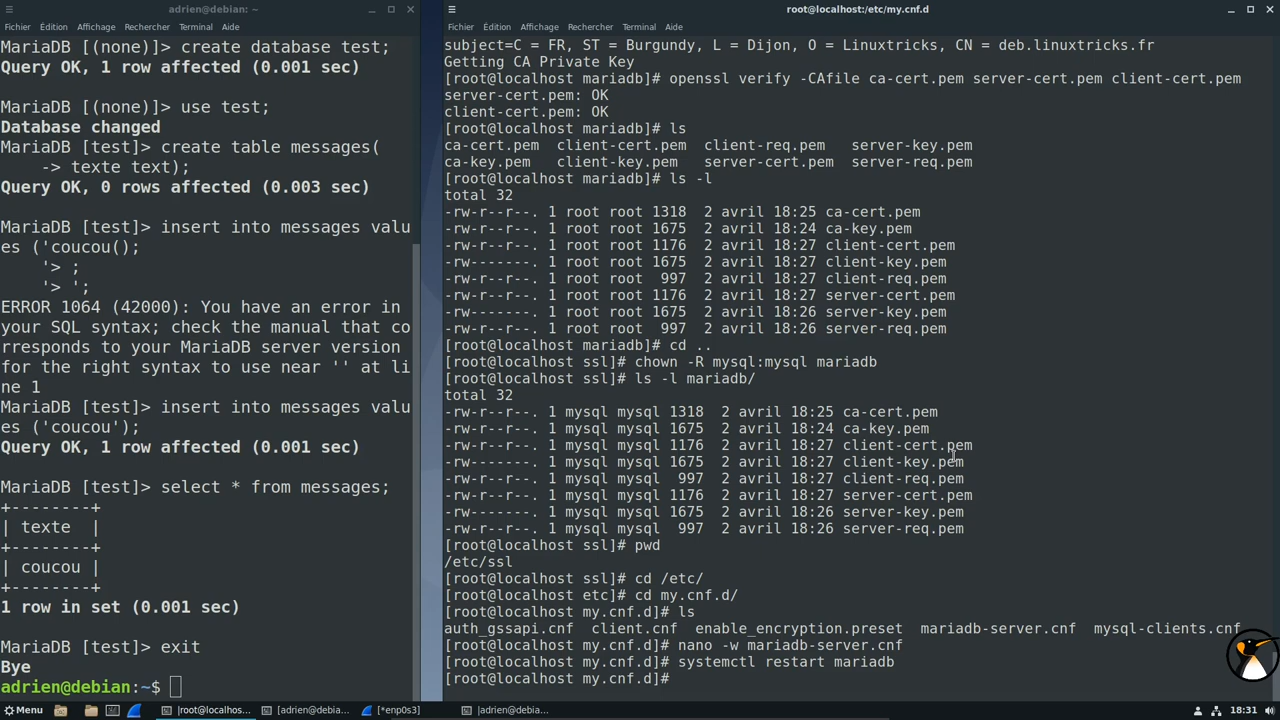 adrien@debian: ~
Fichier Édition Affichage Rechercher Terminal Aide
MariaDB [(none)]> create database test;
Query OK, 1 row affected (0.001 sec)
MariaDB [(none)]> use test;
Database changed
MariaDB [test]> create table messages(
-> texte text);
Query OK, 0 rows affected (0.003 sec)
MariaDB [test]> insert into messages valu
es ('coucou();
'> ;
'> ';
ERROR 1064 (42000): You have an error in
your SQL syntax; check the manual that co
rresponds to your MariaDB server version
for the right syntax to use near '' at li
ne 1
MariaDB [test]> insert into messages valu
es ('coucou');
Query OK, 1 row affected (0.001 sec)
MariaDB [test]> select * from messages;
+--------+
| texte |
+--------+
| coucou |
+--------+
1 row in set (0.001 sec)
MariaDB [test]> exit
Bye
adrien@debian:~$
root@localhost:/etc/my.cnf.d
Fichier Édition Affichage Rechercher Terminal Aide
subject=C = FR, ST = Burgundy, L = Dijon, O = Linuxtricks, CN = deb.linuxtricks.fr
Getting CA Private Key
[root@localhost mariadb]# openssl verify -CAfile ca-cert.pem server-cert.pem client-cert.pem
server-cert.pem: OK
client-cert.pem: OK
[root@localhost mariadb]# ls
ca-cert.pem client-cert.pem client-req.pem server-key.pem
ca-key.pem client-key.pem server-cert.pem server-req.pem
[root@localhost mariadb]# ls -l
total 32
-rw-r--r--. 1 root root 1318 2 avril 18:25 ca-cert.pem
-rw-r--r--. 1 root root 1675 2 avril 18:24 ca-key.pem
-rw-r--r--. 1 root root 1176 2 avril 18:27 client-cert.pem
-rw-------. 1 root root 1675 2 avril 18:27 client-key.pem
-rw-r--r--. 1 root root 997 2 avril 18:27 client-req.pem
-rw-r--r--. 1 root root 1176 2 avril 18:27 server-cert.pem
-rw-------. 1 root root 1675 2 avril 18:26 server-key.pem
-rw-r--r--. 1 root root 997 2 avril 18:26 server-req.pem
[root@localhost mariadb]# cd ..
[root@localhost ssl]# chown -R mysql:mysql mariadb
[root@localhost ssl]# ls -l mariadb/
total 32
-rw-r--r--. 1 mysql mysql 1318 2 avril 18:25 ca-cert.pem
-rw-r--r--. 1 mysql mysql 1675 2 avril 18:24 ca-key.pem
-rw-r--r--. 1 mysql mysql 1176 2 avril 18:27 client-cert.pem
-rw-------. 1 mysql mysql 1675 2 avril 18:27 client-key.pem
-rw-r--r--. 1 mysql mysql 997 2 avril 18:27 client-req.pem
-rw-r--r--. 1 mysql mysql 1176 2 avril 18:27 server-cert.pem
-rw-------. 1 mysql mysql 1675 2 avril 18:26 server-key.pem
-rw-r--r--. 1 mysql mysql 997 2 avril 18:26 server-req.pem
[root@localhost ssl]# pwd
/etc/ssl
[root@localhost ssl]# cd /etc/
[root@localhost etc]# cd my.cnf.d/
[root@localhost my.cnf.d]# ls
auth_gssapi.cnf client.cnf enable_encryption.preset mariadb-server.cnf mysql-clients.cnf
[root@localhost my.cnf.d]# nano -w mariadb-server.cnf
[root@localhost my.cnf.d]# systemctl restart mariadb
[root@localhost my.cnf.d]#
Menu |root@localhos... [adrien@debia... [*enp0s3] |adrien@debia... 18:31